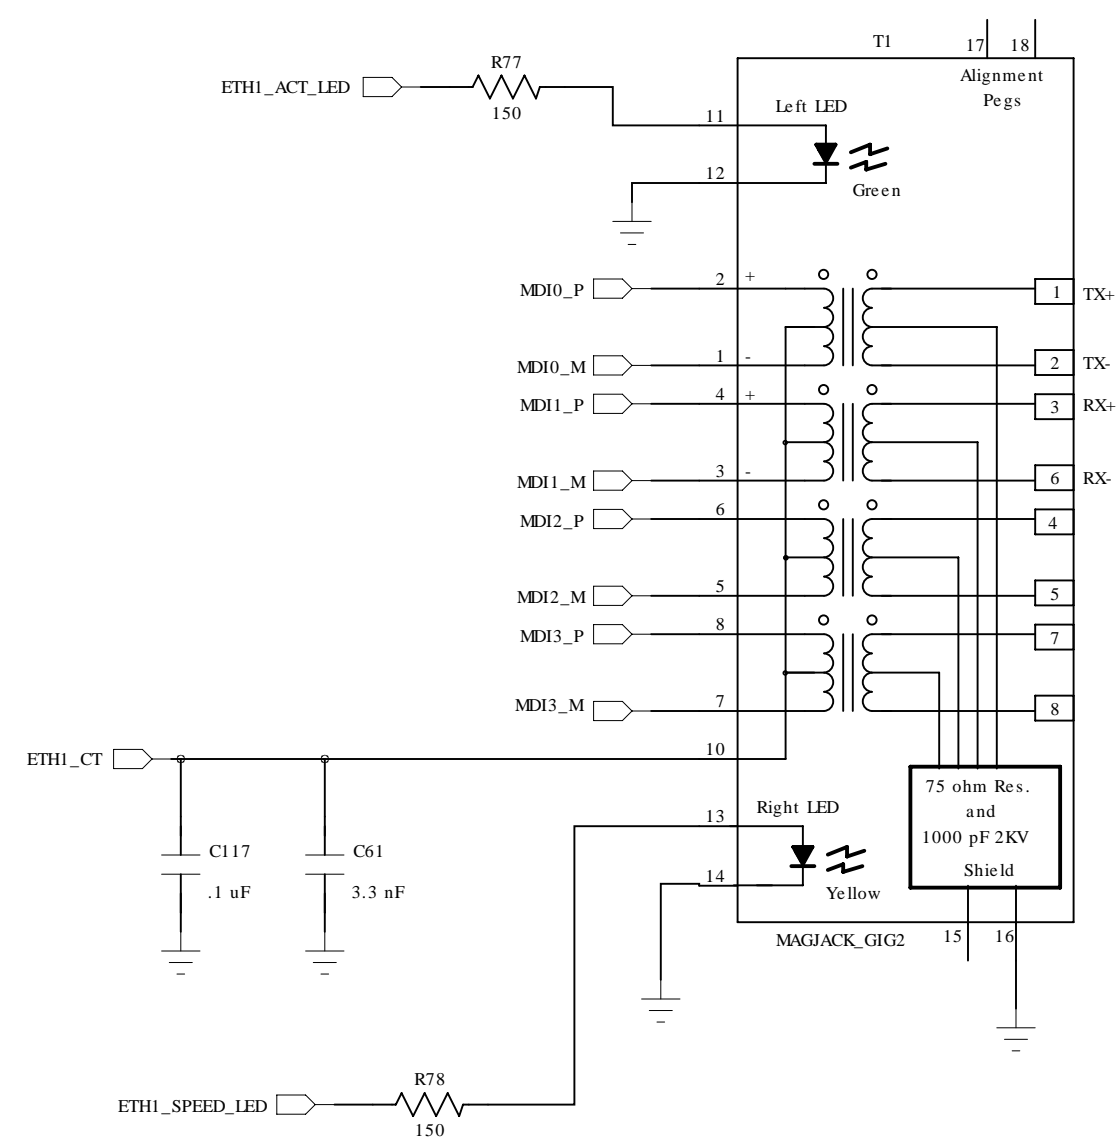 T1
17 18
Alignment
Pegs
R77
ETH1_ACT_LED
150
11
Left LED
12
Green
MDI0_P
2
+
1
TX+
MDI0_M
1
-
2
TX-
MDI1_P
4
+
3
RX+
MDI1_M
3
-
6
RX-
MDI2_P
6
4
MDI2_M
5
5
MDI3_P
8
7
MDI3_M
7
8
ETH1_CT
10
75 ohm Res.
and
1000 pF 2KV
Shield
13
Right LED
14
Yellow
C117
.1 uF
C61
3.3 nF
MAGJACK_GIG2
15
16
R78
ETH1_SPEED_LED
150